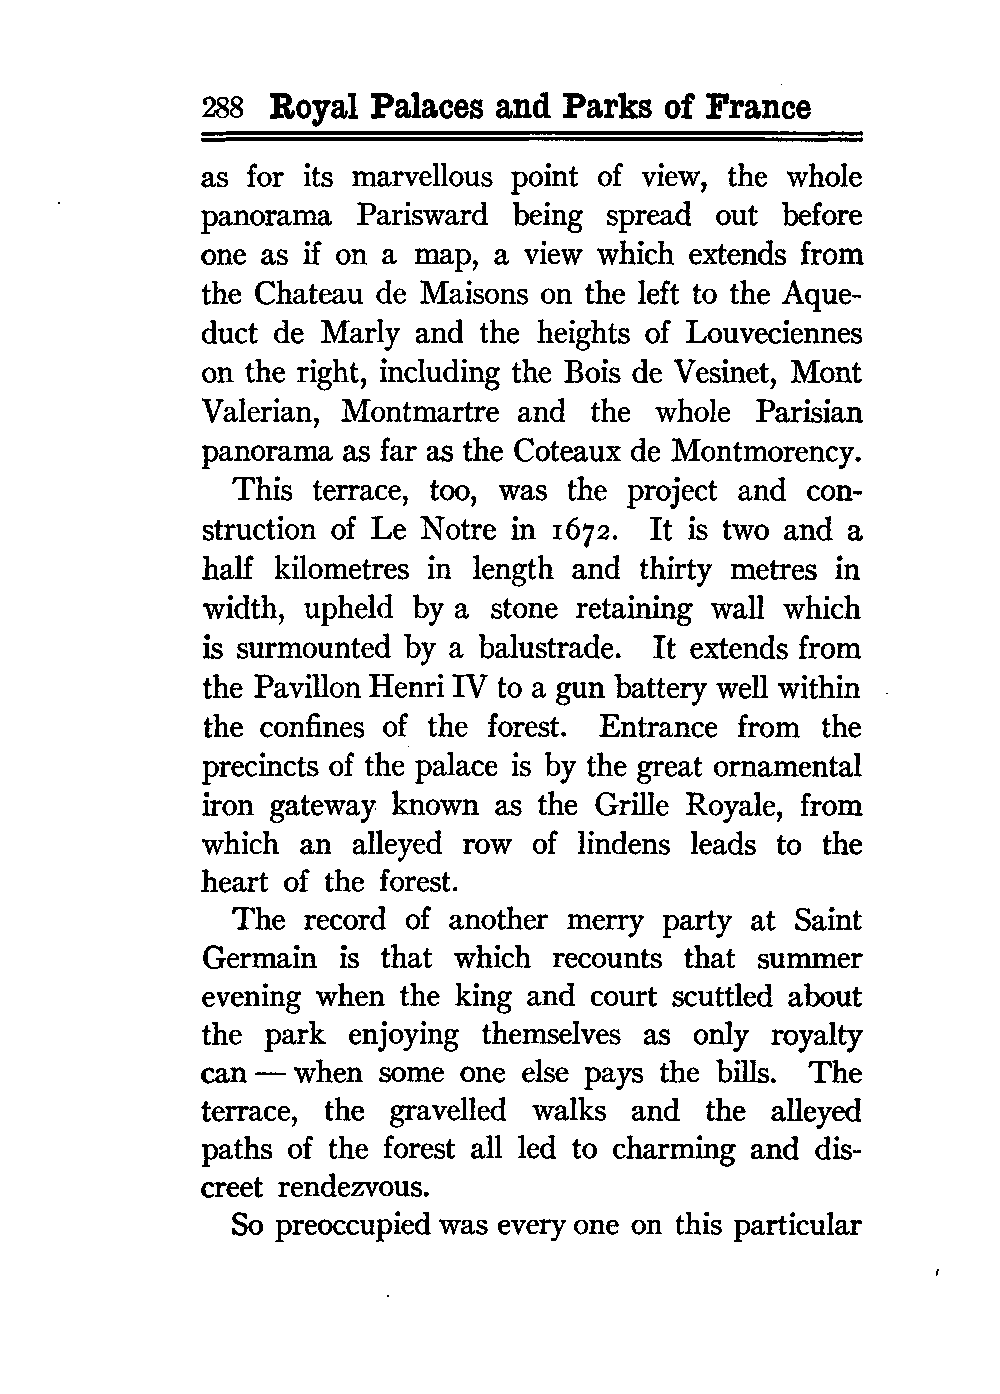 288 Royal Palaces and Parks of France
as for its marvellous point of view, the whole
panorama Parisward being spread out before
one as if on a map, a view which extends from
the Chateau de Maisons on the left to the Aque-
duct de Marly and the heights of Louveciennes
on the right, including the Bois de Vesinet, Mont
Valerian, Montmartre and the whole Parisian
panorama as far as the Coteaux de Montmorency.
This terrace, too, was the project and con-
struction of Le Notre in 1672. It is two and a
half kilometres in length and thirty metres in
width, upheld by a stone retaining wall which
is surmounted by a balustrade. It extends from
the Pavillon Henri IV to a gun battery well within
the confines of the forest. Entrance from the
precincts of the palace is by the great ornamental
iron gateway known as the Grille Royale, from
which an alleyed row of lindens leads to the
heart of the forest.
The record of another merry party at Saint
Germain is that which recounts that summer
evening when the king and court scuttled about
the park enjoying themselves as only royalty
can — when some one else pays the bills. The
terrace, the gravelled walks and the alleyed
paths of the forest all led to charming and dis-
creet rendezvous.
So preoccupied was every one on this particular